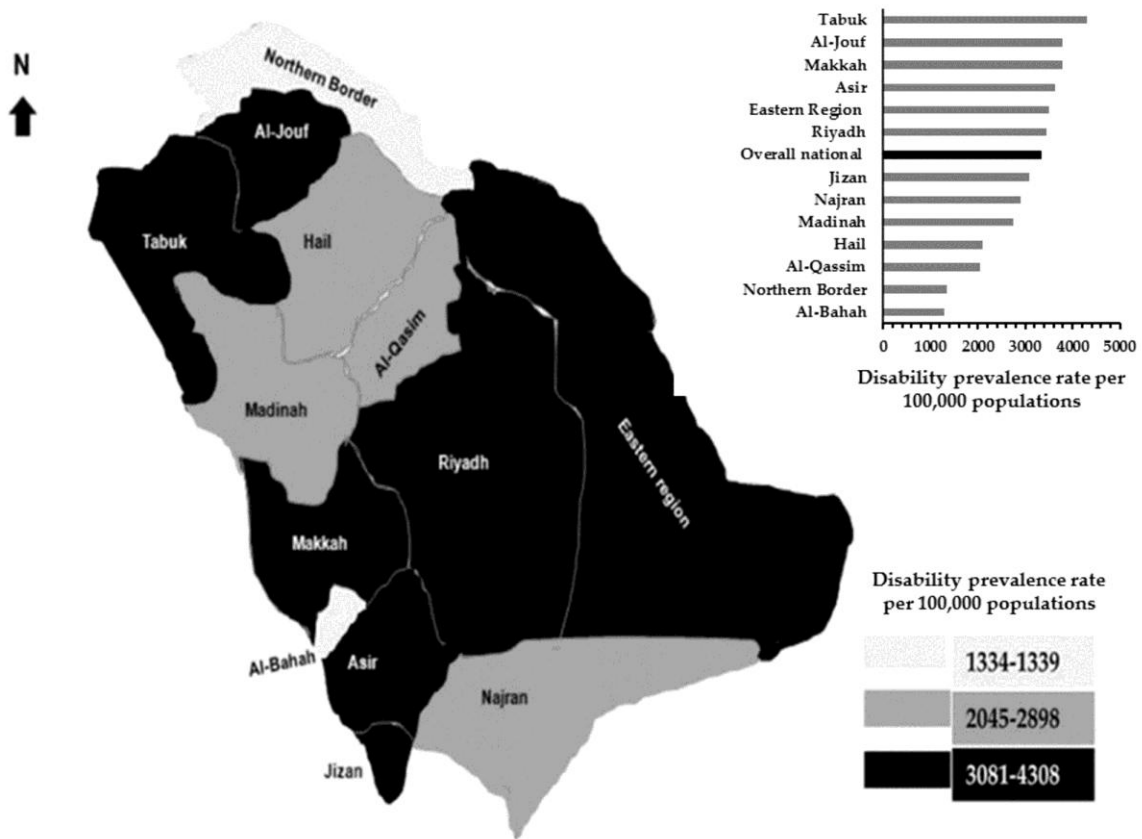 N
Northern Border
Al-Jouf
Tabuk
Hail
Al-Qasim
Madinah
Riyadh
Eastern region
Makkah
Al-Bahah
Asir
Najran
Jizan
Tabuk
Al-Jouf
Makkah
Asir
Eastern Region
Riyadh
Overall national
Jizan
Najran
Madinah
Hail
Al-Qassim
Northern Border
Al-Bahah
0 1000 2000 3000 4000 5000
Disability prevalence rate per
100,000 populations
Disability prevalence rate
per 100,000 populations
1334-1339
2045-2898
3081-4308